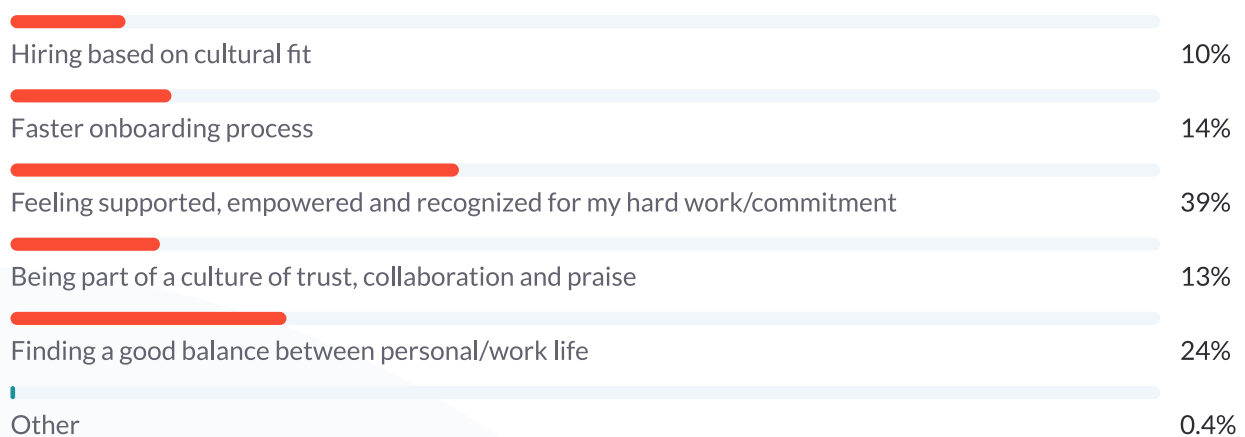 Hiring based on cultural fit 10%
Faster onboarding process 14%
Feeling supported, empowered and recognized for my hard work/commitment 39%
Being part of a culture of trust, collaboration and praise 13%
Finding a good balance between personal/work life 24%
Other 0.4%